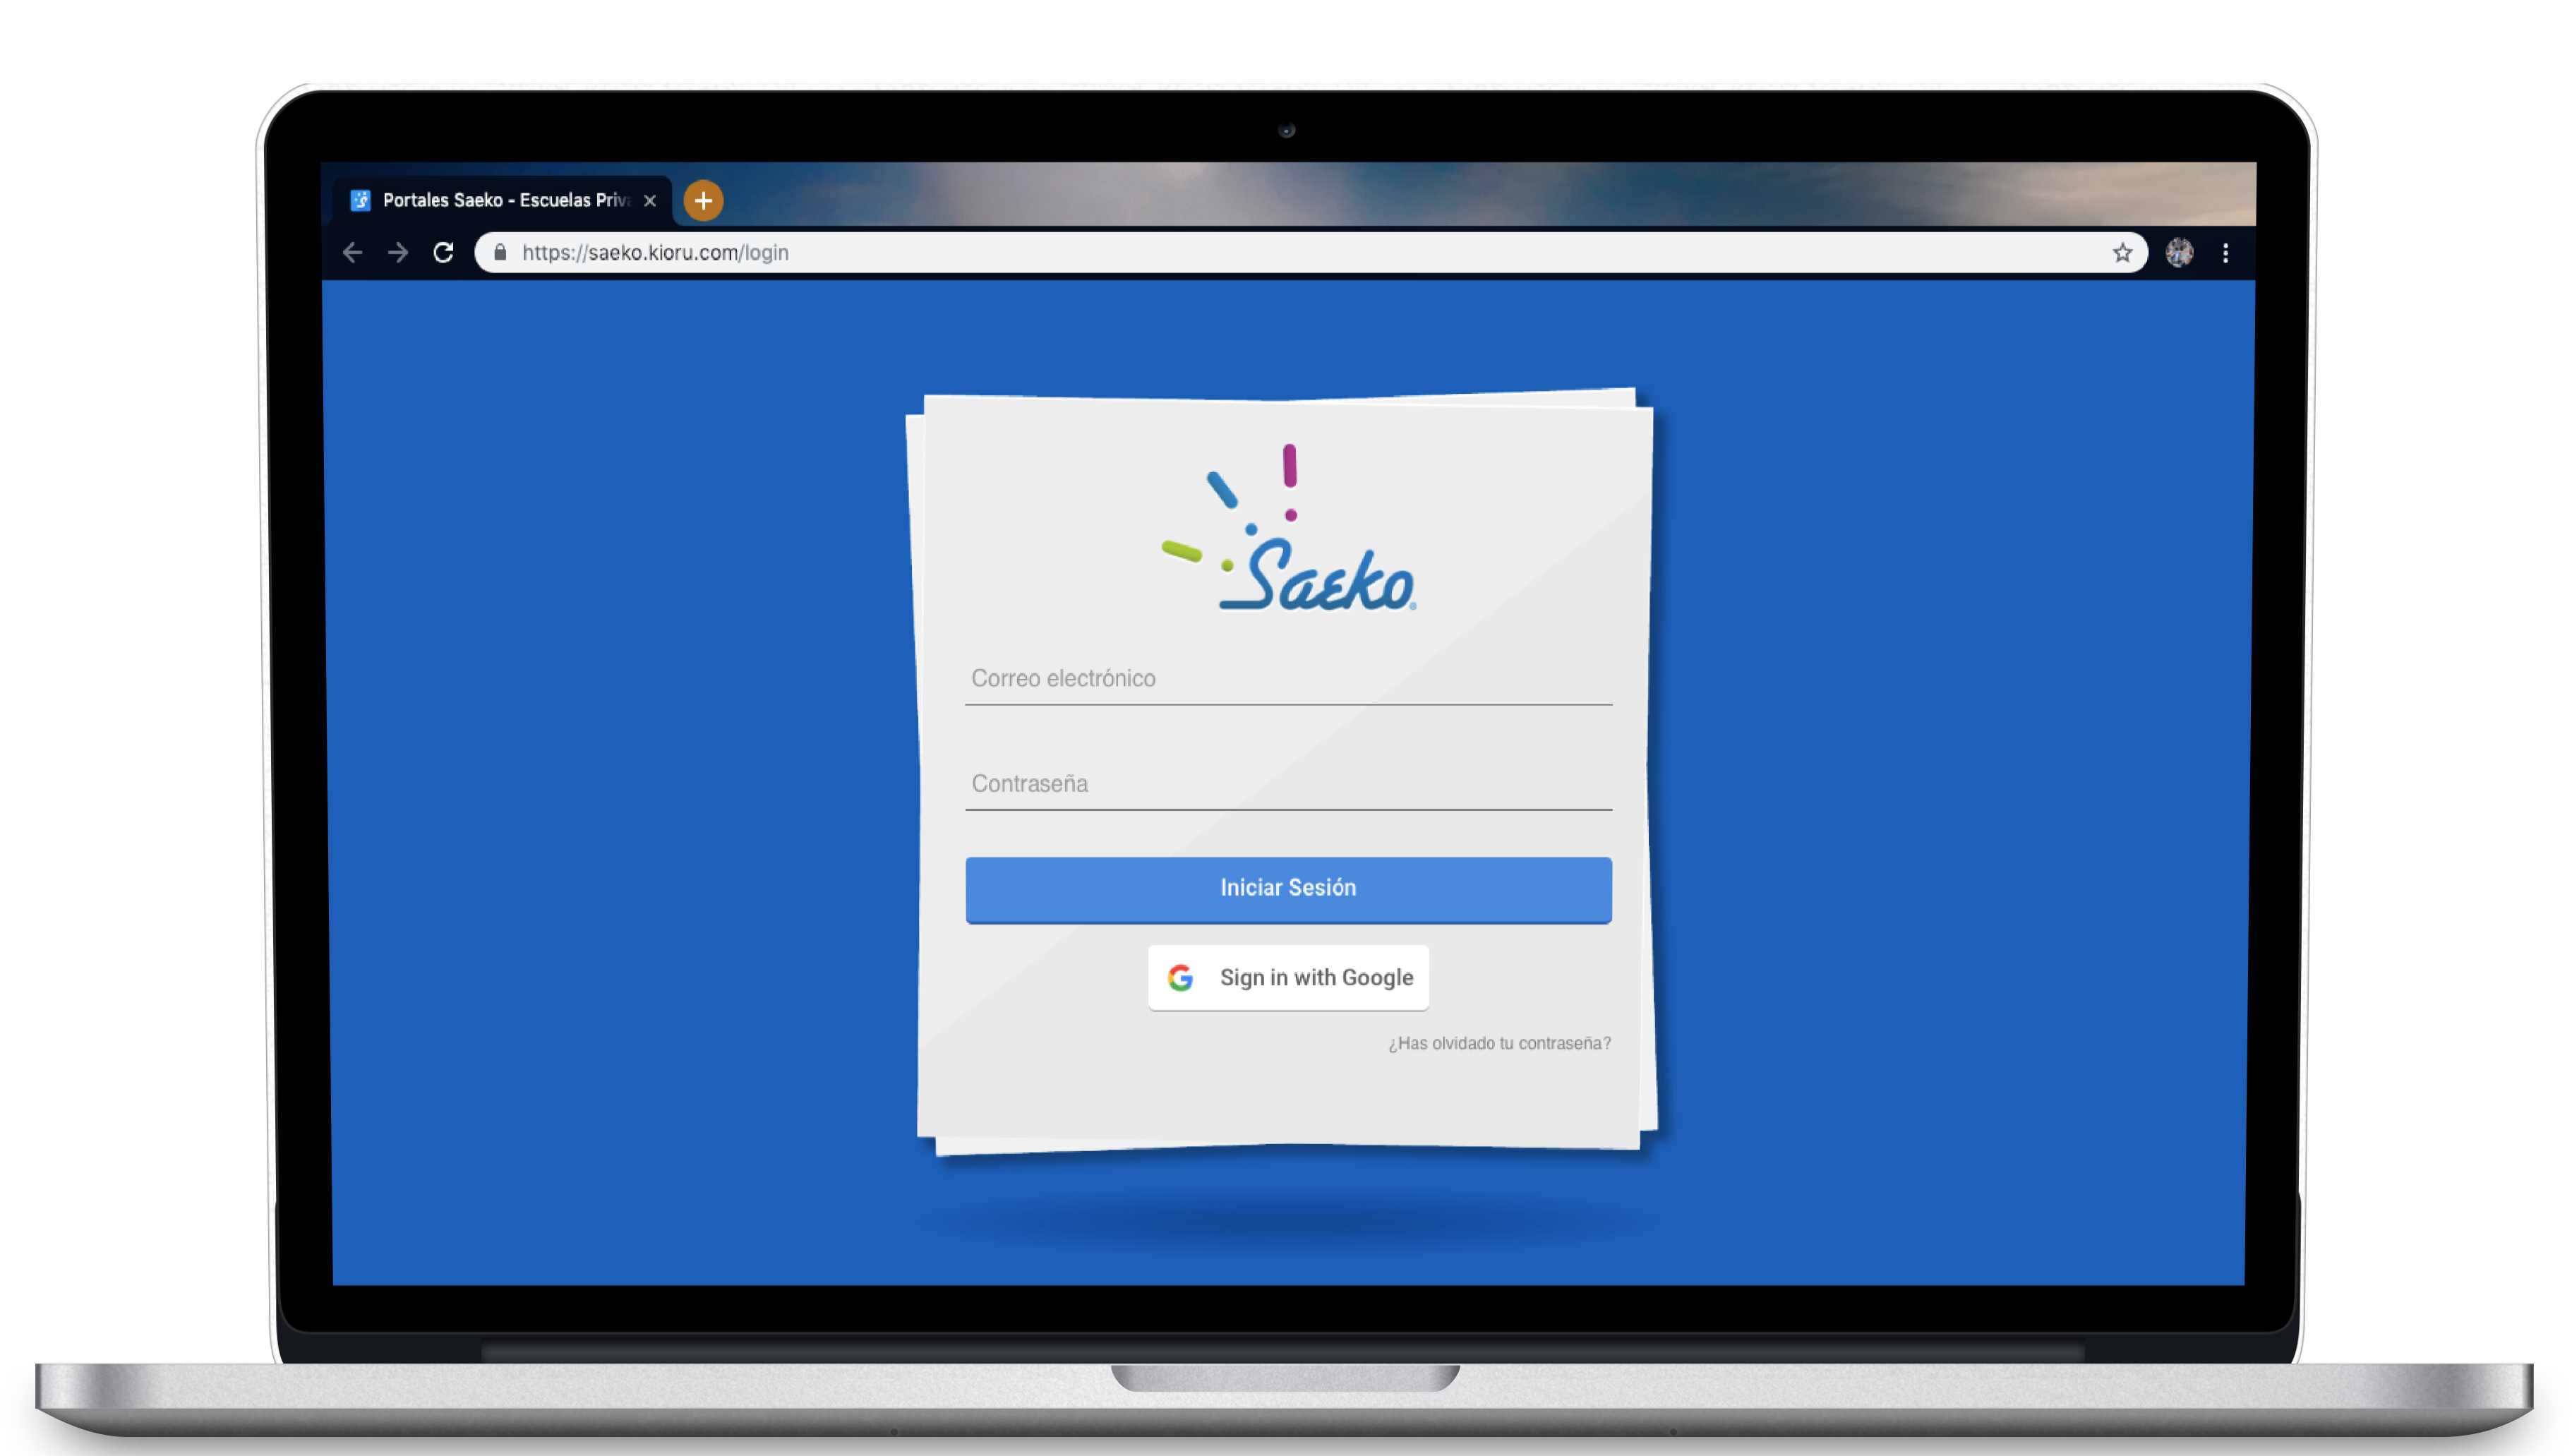 Portales Saeko - Escuelas Priv
https://saeko.kioru.com/login
Saeko
Correo electrónico
Contraseña
Iniciar Sesión
Sign in with Google
¿Has olvidado tu contraseña?